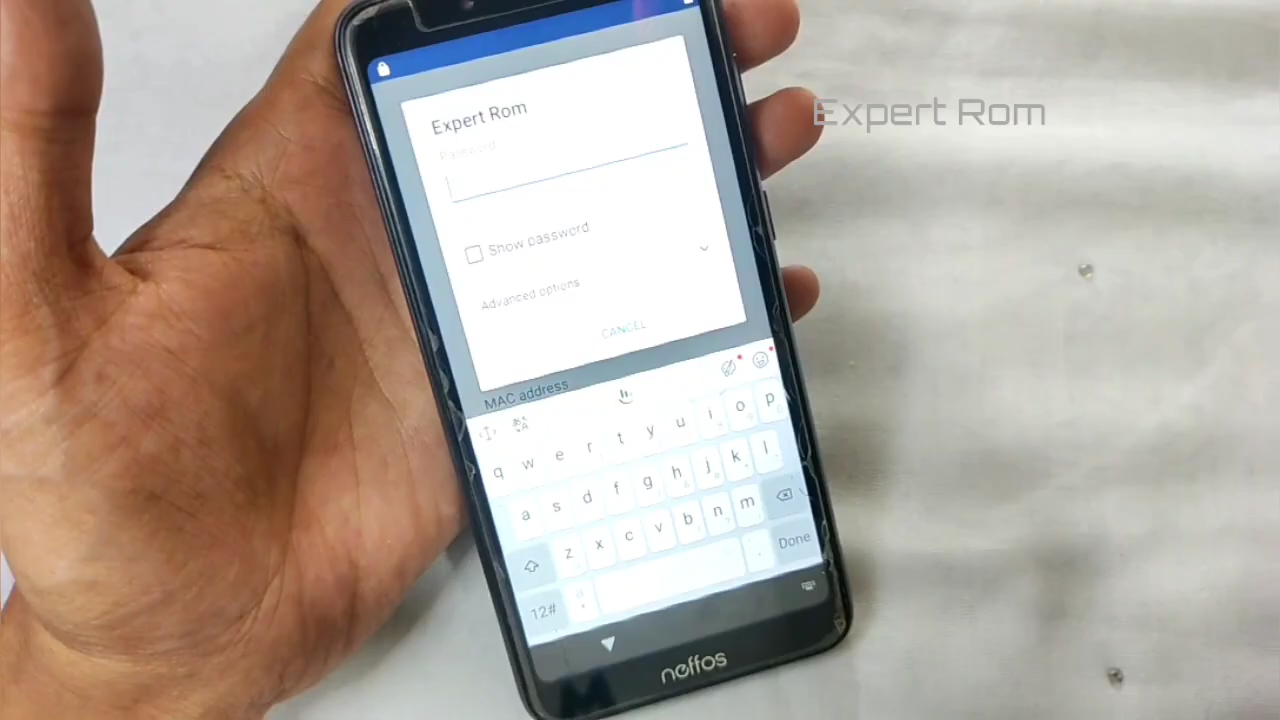 Expert Rom
Expert Rom
Password
Show password
Advanced options
CANCEL
MAC address
q w e r t y u i o p
a s d f g h j k l
z x c v b n m
12# . Done
neffos